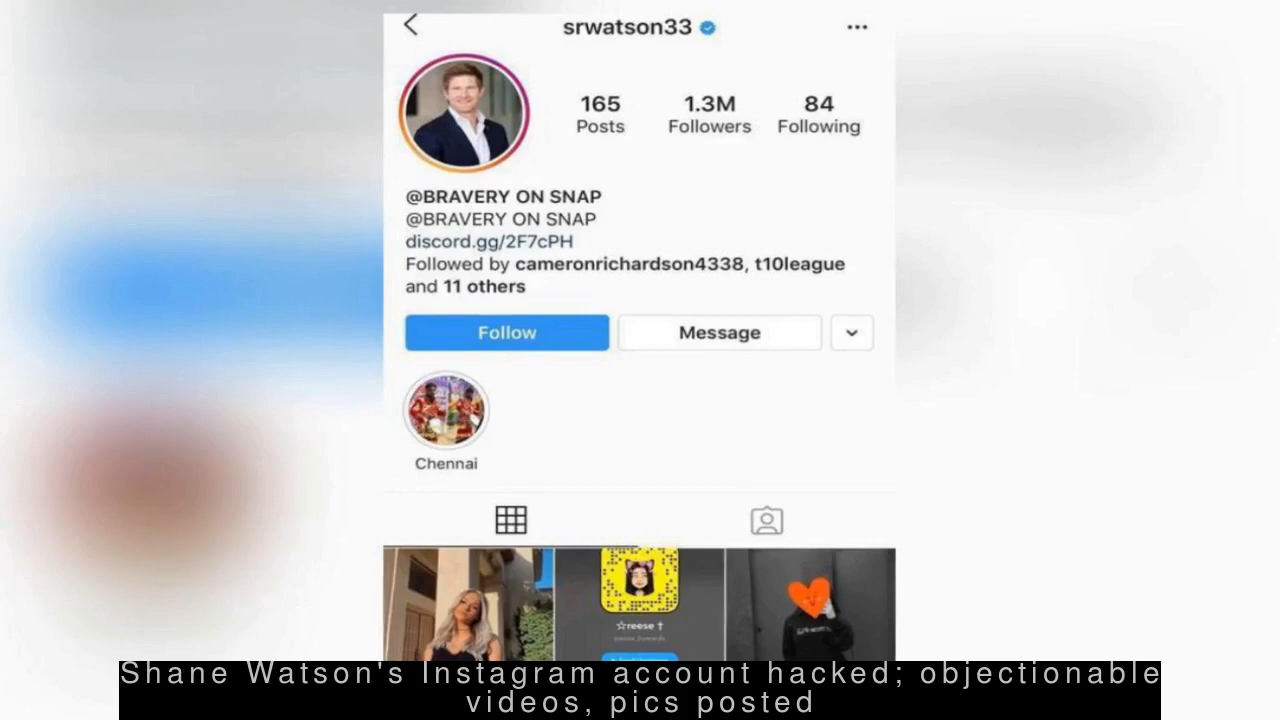 srwatson33
165 1.3M 84
Posts Followers Following
@BRAVERY ON SNAP
@BRAVERY ON SNAP
discord.gg/2F7cPH
Followed by cameronrichardson4338, t10league
and 11 others
Follow Message
Chennai
☆reese †
Shane Watson's Instagram account hacked; objectionable
videos, pics posted